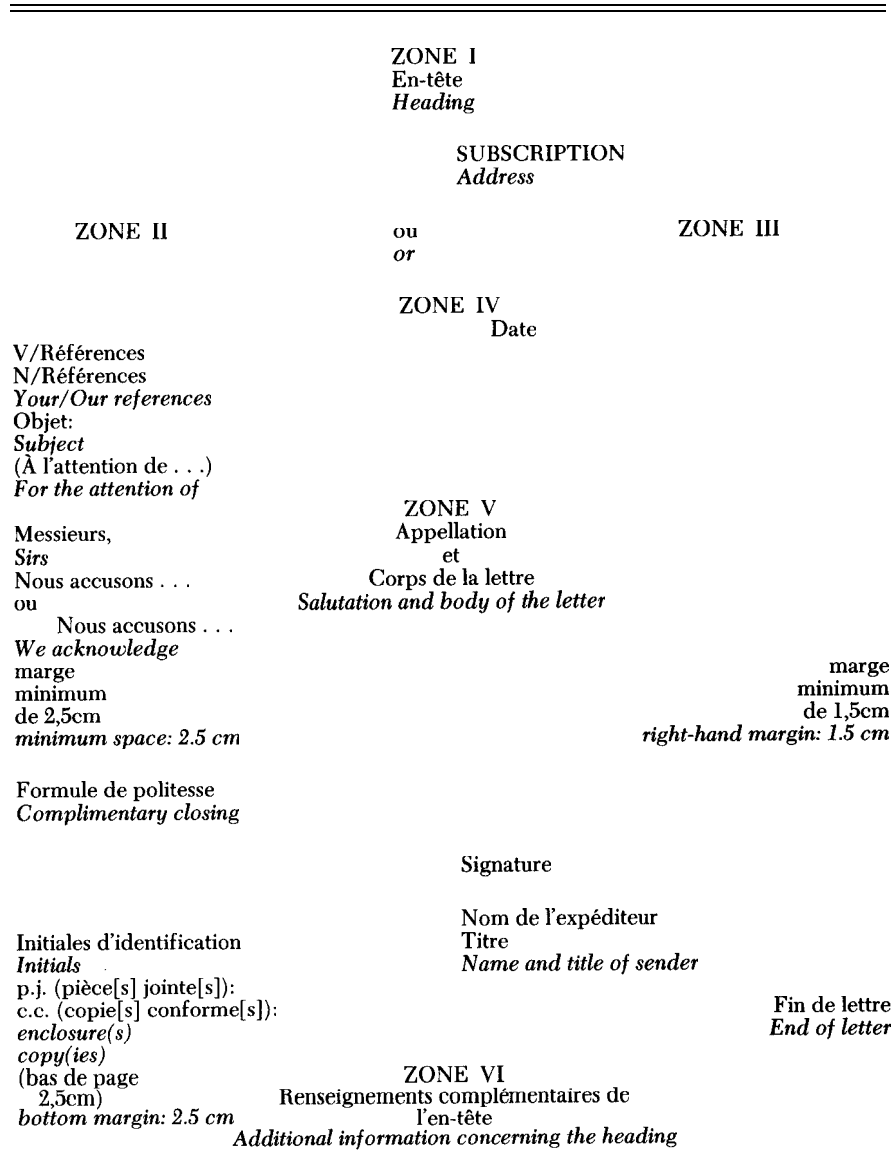 ZONE I
En-tête
Heading
SUBSCRIPTION
Address
ZONE II ou ZONE III
or
ZONE IV
Date
V/Références
N/Références
Your/Our references
Objet:
Subject
(À l'attention de . . .)
For the attention of
ZONE V
Messieurs, Appellation
Sirs et
Nous accusons . . . Corps de la lettre
ou Salutation and body of the letter
Nous accusons . . .
We acknowledge
marge marge
minimum minimum
de 2,5cm de 1,5cm
minimum space: 2.5 cm right-hand margin: 1.5 cm
Formule de politesse
Complimentary closing
Signature
Nom de l'expéditeur
Initiales d'identification Titre
Initials Name and title of sender
p.j. (pièce[s] jointe[s]):
c.c. (copie[s] conforme[s]): Fin de lettre
enclosure(s) End of letter
copy(ies)
(bas de page ZONE VI
2,5cm) Renseignements complémentaires de
bottom margin: 2.5 cm l'en-tête
Additional information concerning the heading